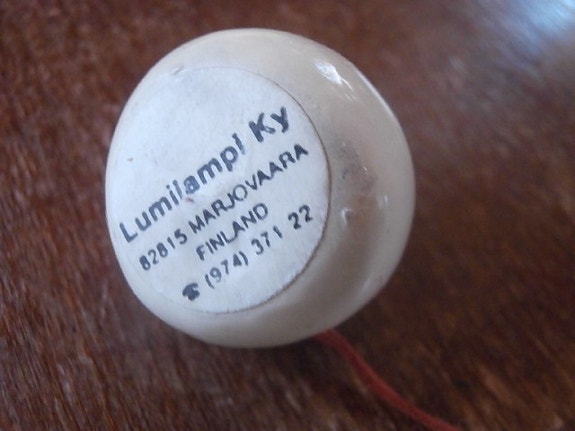 Lumilampi Ky
82815 MARJOVAARA
FINLAND
☎ (974) 371 22